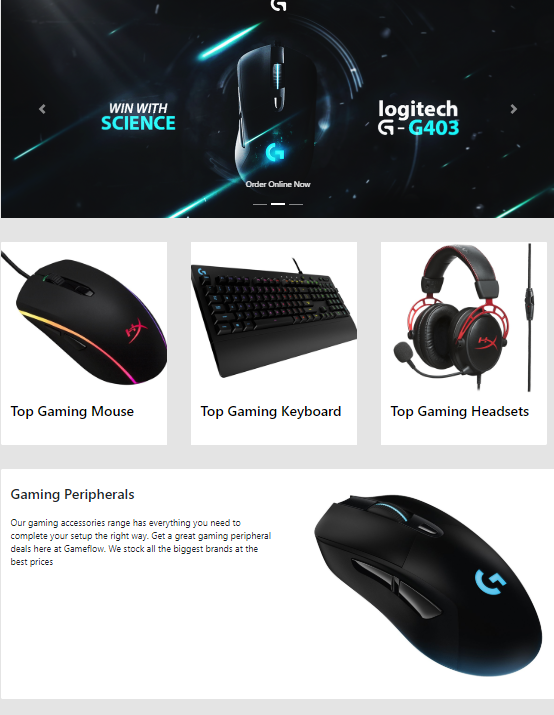 WIN WITH
SCIENCE
logitech
G - G403
Order Online Now
Top Gaming Mouse
Top Gaming Keyboard
Top Gaming Headsets
Gaming Peripherals
Our gaming accessories range has everything you need to
complete your setup the right way. Get a great gaming peripheral
deals here at Gameflow. We stock all the biggest brands at the
best prices